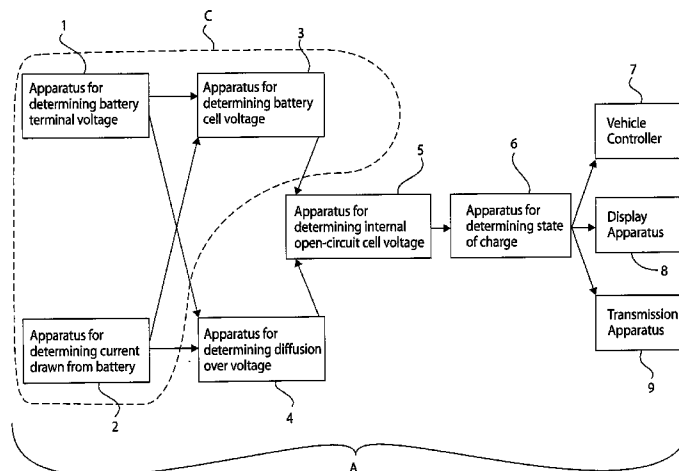 1
C
3
Apparatus for
determining battery
terminal voltage
Apparatus for
determining battery
cell voltage
7
Vehicle
Controller
5
6
Apparatus for
determining internal
open-circuit cell voltage
Apparatus for
determining state
of charge
Display
Apparatus
8
Apparatus for
determining current
drawn from battery
Apparatus for
determining diffusion
over voltage
Transmission
Apparatus
2
4
9
A